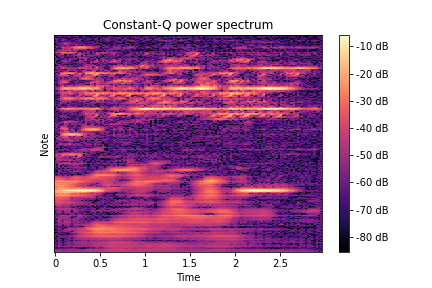 Constant-Q power spectrum
Note
-10 dB
-20 dB
-30 dB
-40 dB
-50 dB
-60 dB
-70 dB
-80 dB
0 0.5 1 1.5 2 2.5
Time